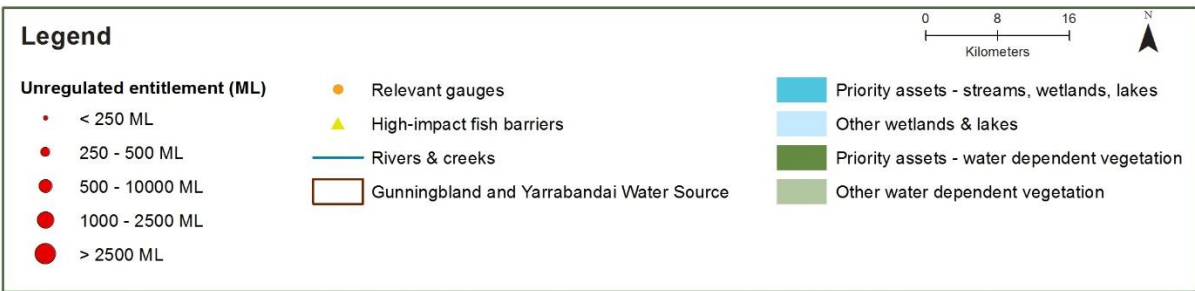 Legend
0 8 16
Kilometers
N
Unregulated entitlement (ML)
< 250 ML
250 - 500 ML
500 - 10000 ML
1000 - 2500 ML
> 2500 ML
Relevant gauges
High-impact fish barriers
Rivers & creeks
Gunningbland and Yarrabandai Water Source
Priority assets - streams, wetlands, lakes
Other wetlands & lakes
Priority assets - water dependent vegetation
Other water dependent vegetation